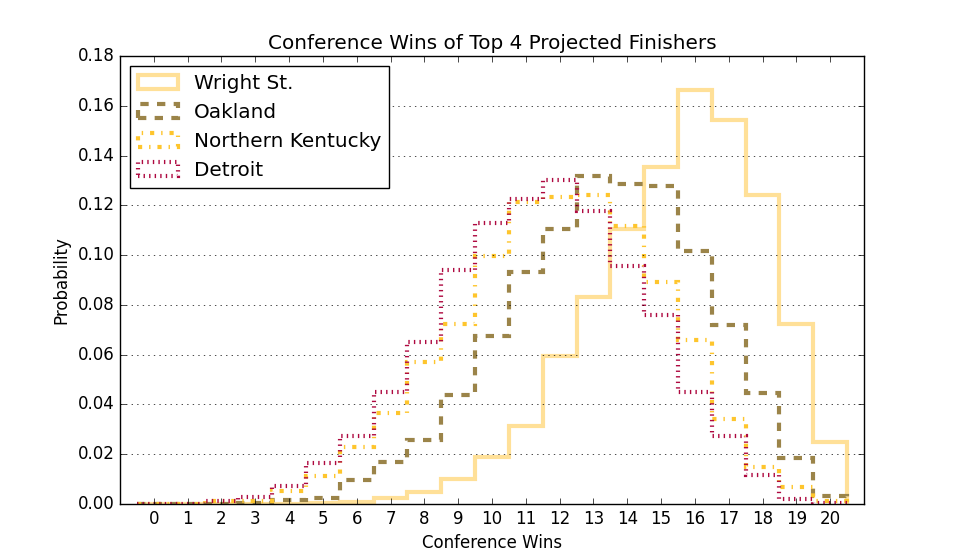 Conference Wins of Top 4 Projected Finishers
0.18
0.16
0.14
0.12
0.10
0.08
0.06
0.04
0.02
0.00
Probability
Wright St.
Oakland
Northern Kentucky
Detroit
0 1 2 3 4 5 6 7 8 9 10 11 12 13 14 15 16 17 18 19 20
Conference Wins